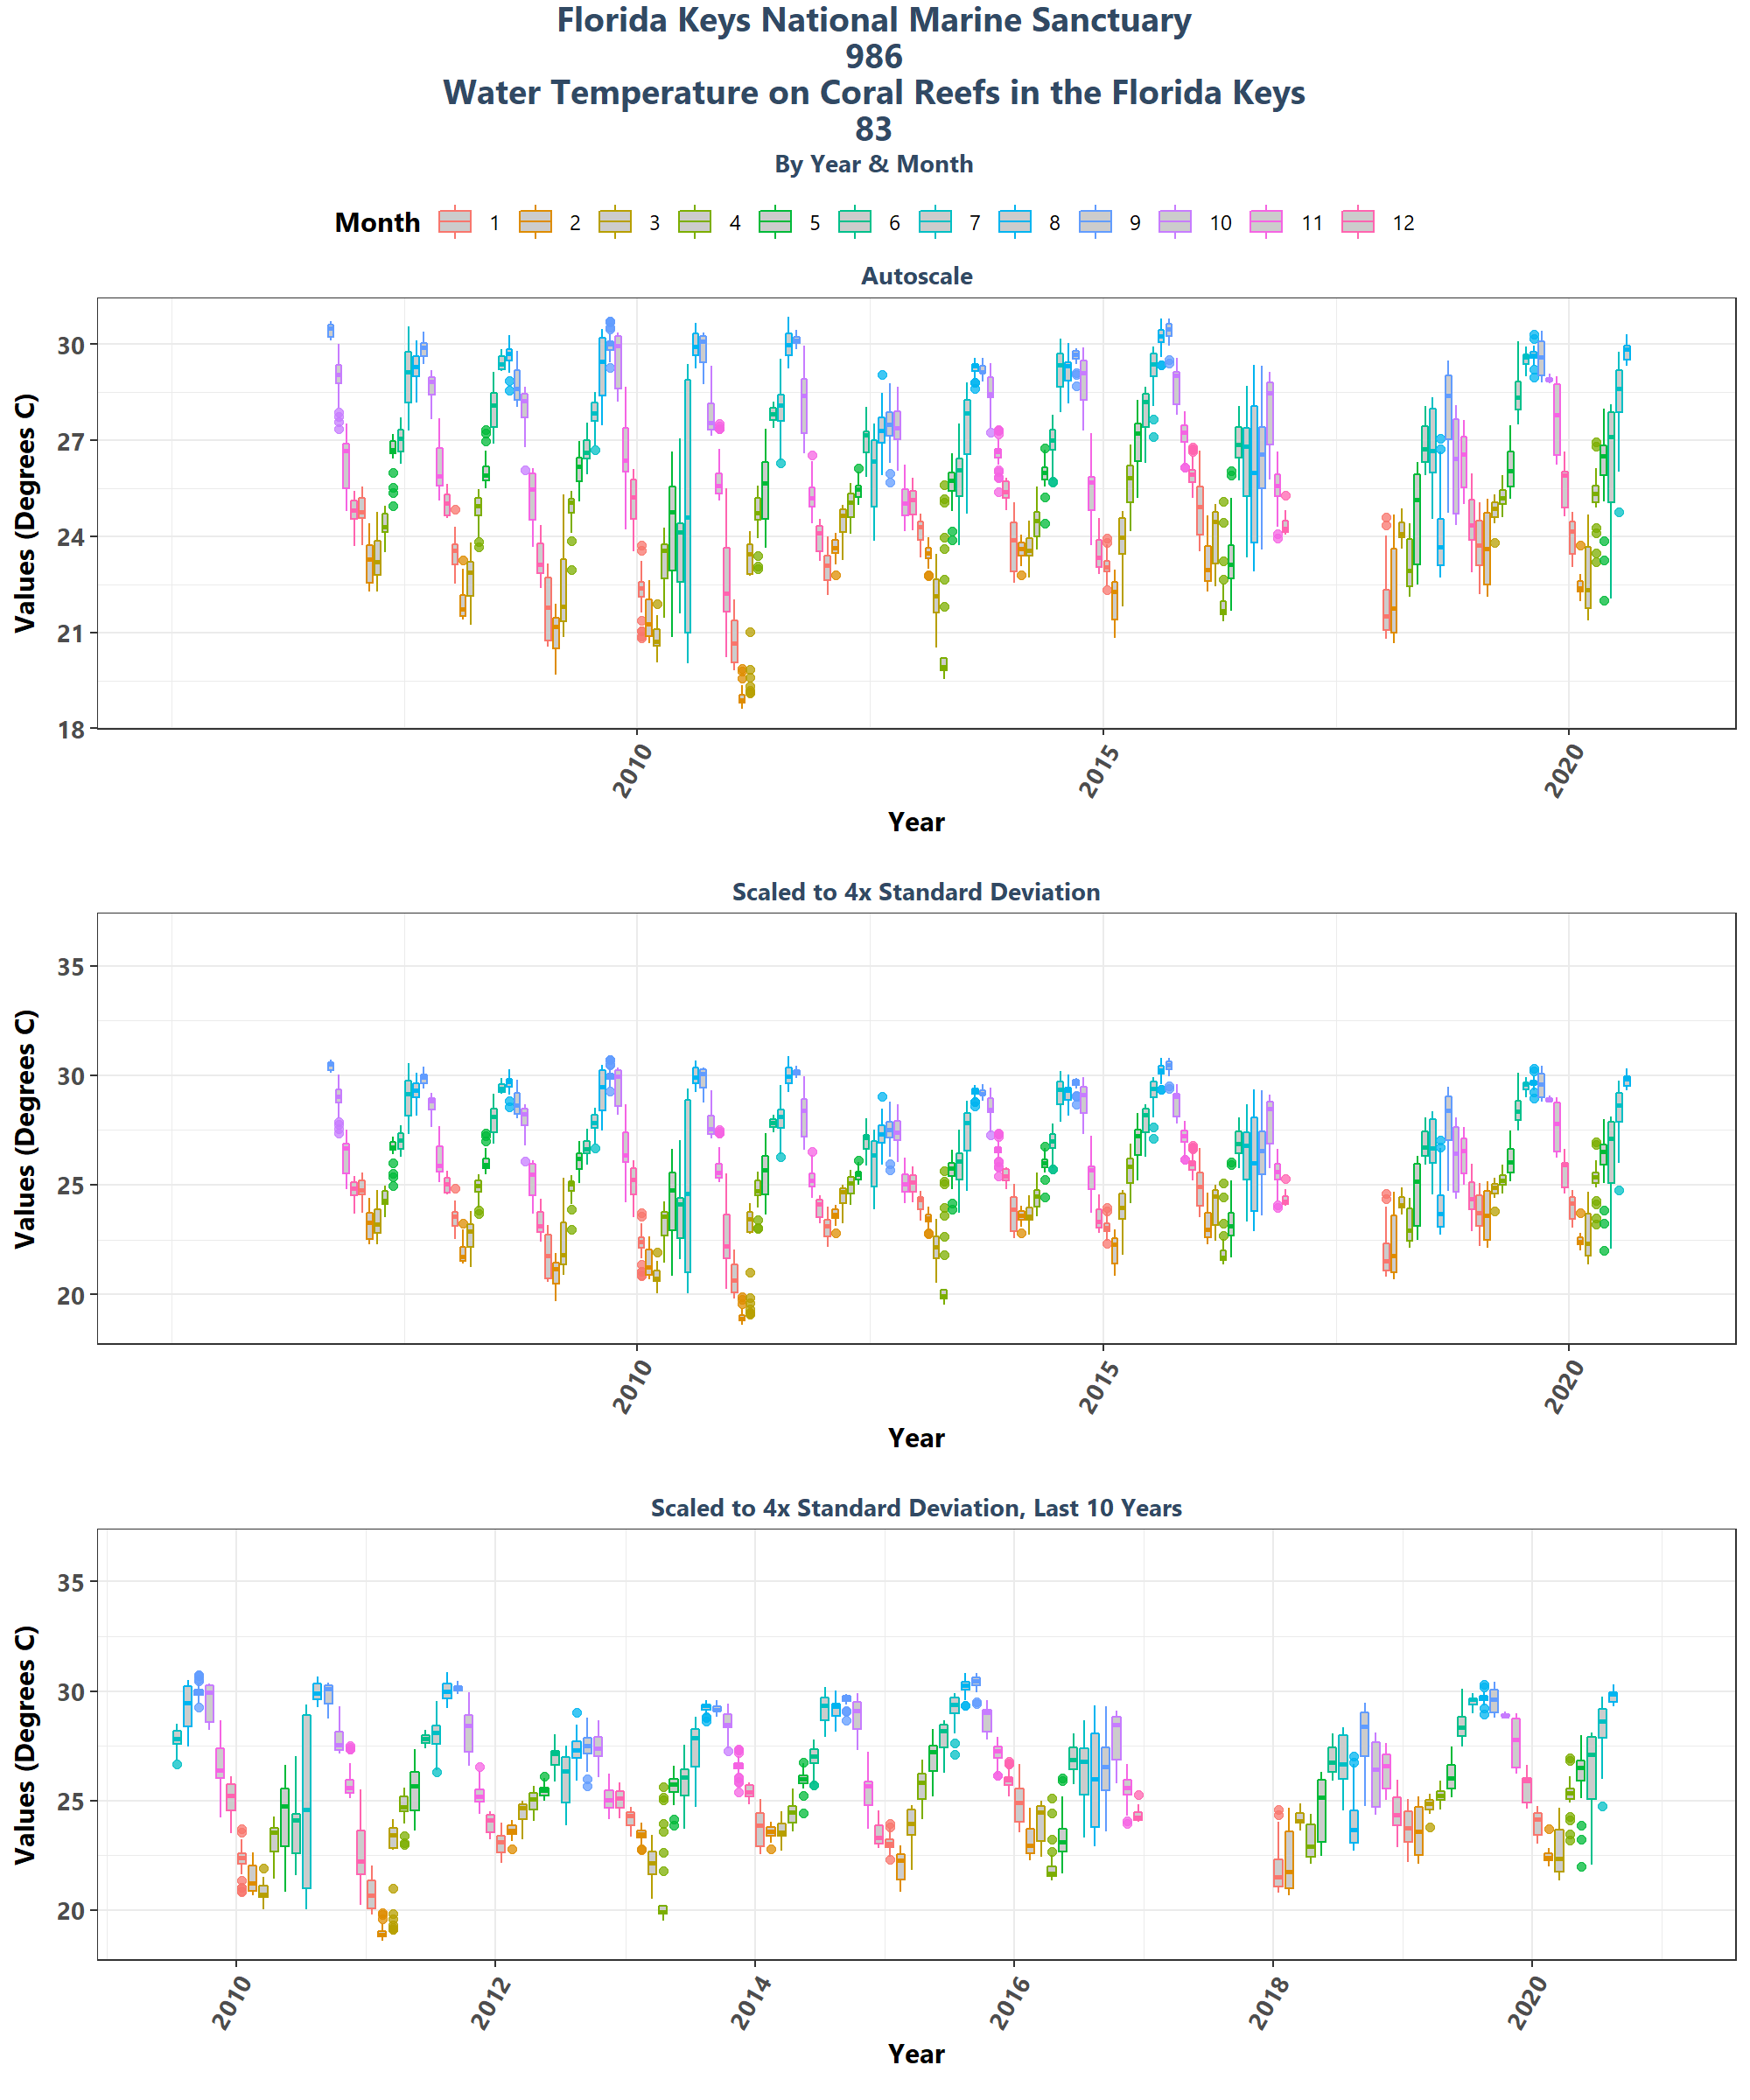 Florida Keys National Marine Sanctuary
986
Water Temperature on Coral Reefs in the Florida Keys
83
By Year & Month
Month 1 2 3 4 5 6 7 8 9 10 11 12
Autoscale
Values (Degrees C)
30
27
24
21
18
2010 2015 2020
Year
Scaled to 4x Standard Deviation
Values (Degrees C)
35
30
25
20
2010 2015 2020
Year
Scaled to 4x Standard Deviation, Last 10 Years
Values (Degrees C)
35
30
25
20
2010 2012 2014 2016 2018 2020
Year